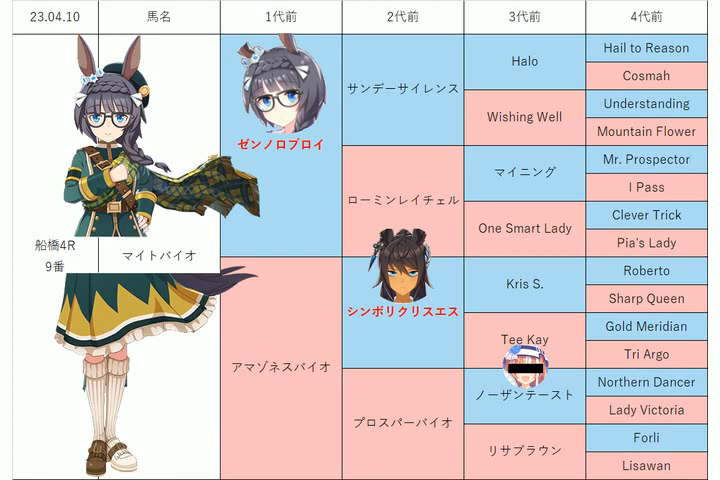 23.04.10 馬名 1代前 2代前 3代前 4代前
船橋4R
9番
マイトバイオ
ゼンノロブロイ
アマゾネスバイオ
サンデーサイレンス
ローミンレイチェル
シンボリクリスエス
プロスパーバイオ
Halo
Wishing Well
マイニング
One Smart Lady
Kris S.
Tee Kay
ノーザンテースト
リサブラウン
Hail to Reason
Cosmah
Understanding
Mountain Flower
Mr. Prospector
I Pass
Clever Trick
Pia's Lady
Roberto
Sharp Queen
Gold Meridian
Tri Argo
Northern Dancer
Lady Victoria
Forli
Lisawan